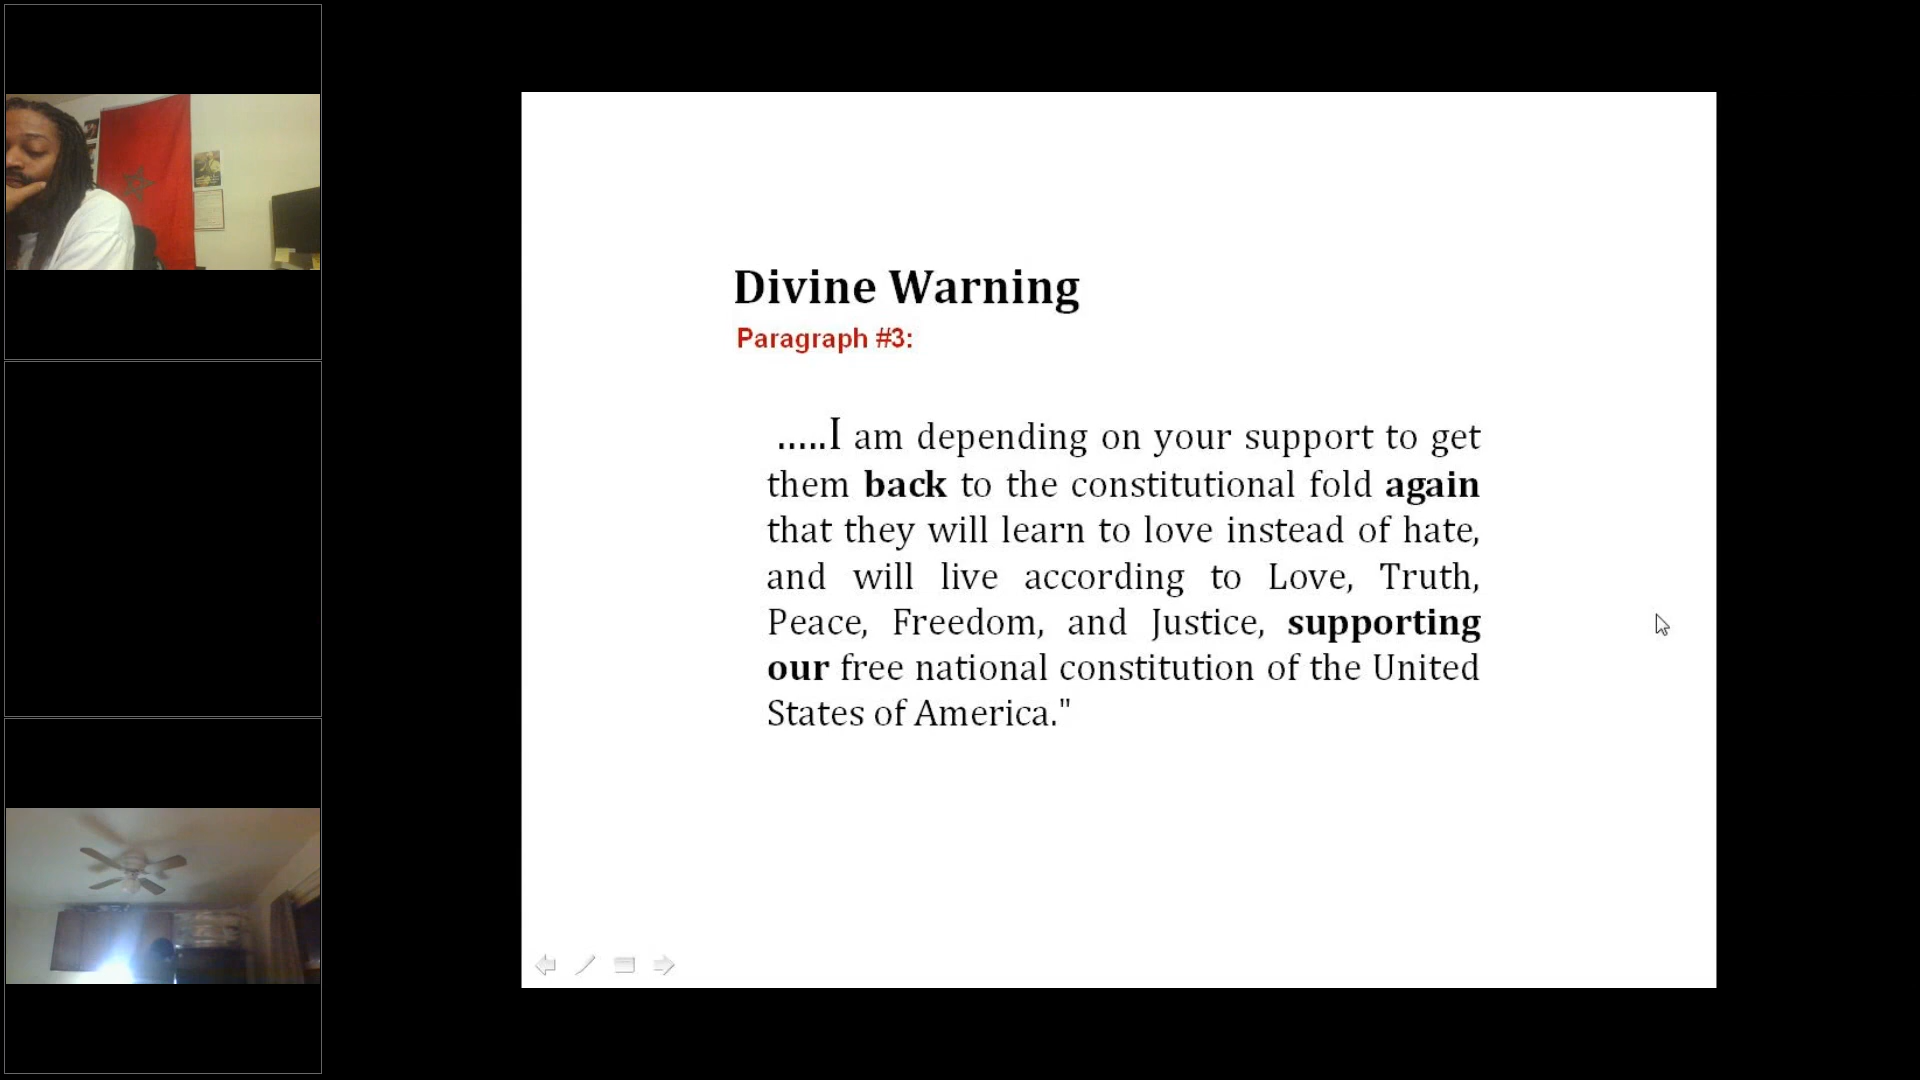 Divine Warning
Paragraph #3:
.....I am depending on your support to get
them back to the constitutional fold again
that they will learn to love instead of hate,
and will live according to Love, Truth,
Peace, Freedom, and Justice, supporting
our free national constitution of the United
States of America."